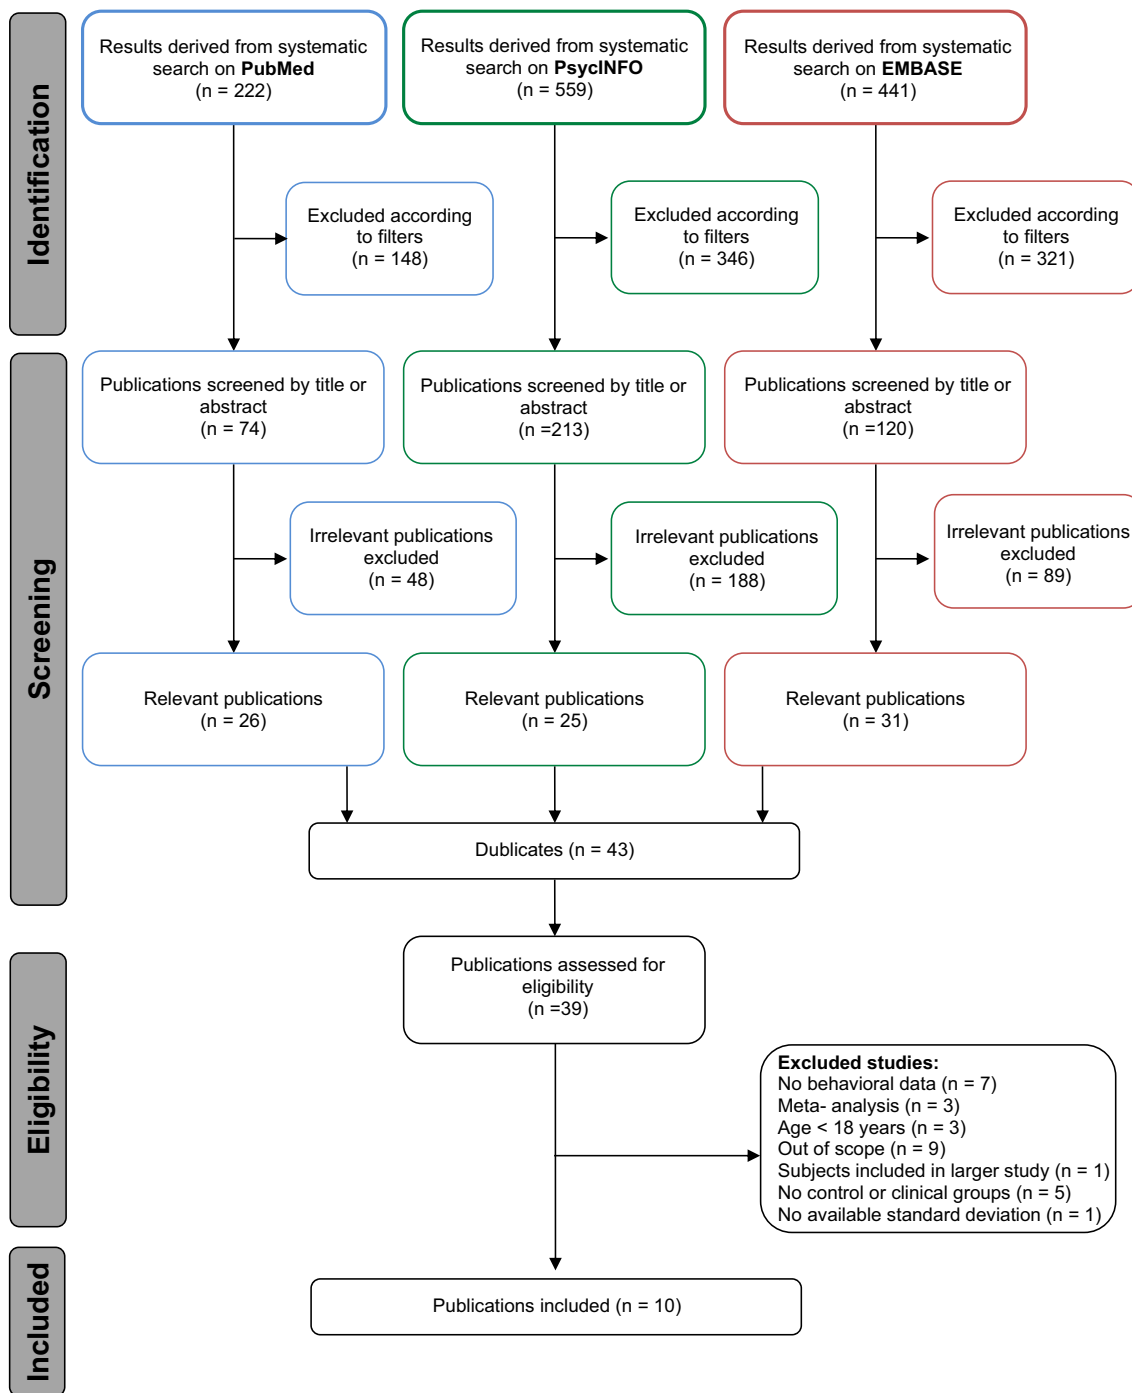 Identification
Results derived from systematic
search on PubMed
(n = 222)
Results derived from systematic
search on PsycINFO
(n = 559)
Results derived from systematic
search on EMBASE
(n = 441)
Excluded according
to filters
(n = 148)
Excluded according
to filters
(n = 346)
Excluded according
to filters
(n = 321)
Screening
Publications screened by title or
abstract
(n = 74)
Publications screened by title or
abstract
(n =213)
Publications screened by title or
abstract
(n =120)
Irrelevant publications
excluded
(n = 48)
Irrelevant publications
excluded
(n = 188)
Irrelevant publications
excluded
(n = 89)
Relevant publications
(n = 26)
Relevant publications
(n = 25)
Relevant publications
(n = 31)
Dublicates (n = 43)
Eligibility
Publications assessed for
eligibility
(n =39)
Excluded studies:
No behavioral data (n = 7)
Meta- analysis (n = 3)
Age < 18 years (n = 3)
Out of scope (n = 9)
Subjects included in larger study (n = 1)
No control or clinical groups (n = 5)
No available standard deviation (n = 1)
Included
Publications included (n = 10)